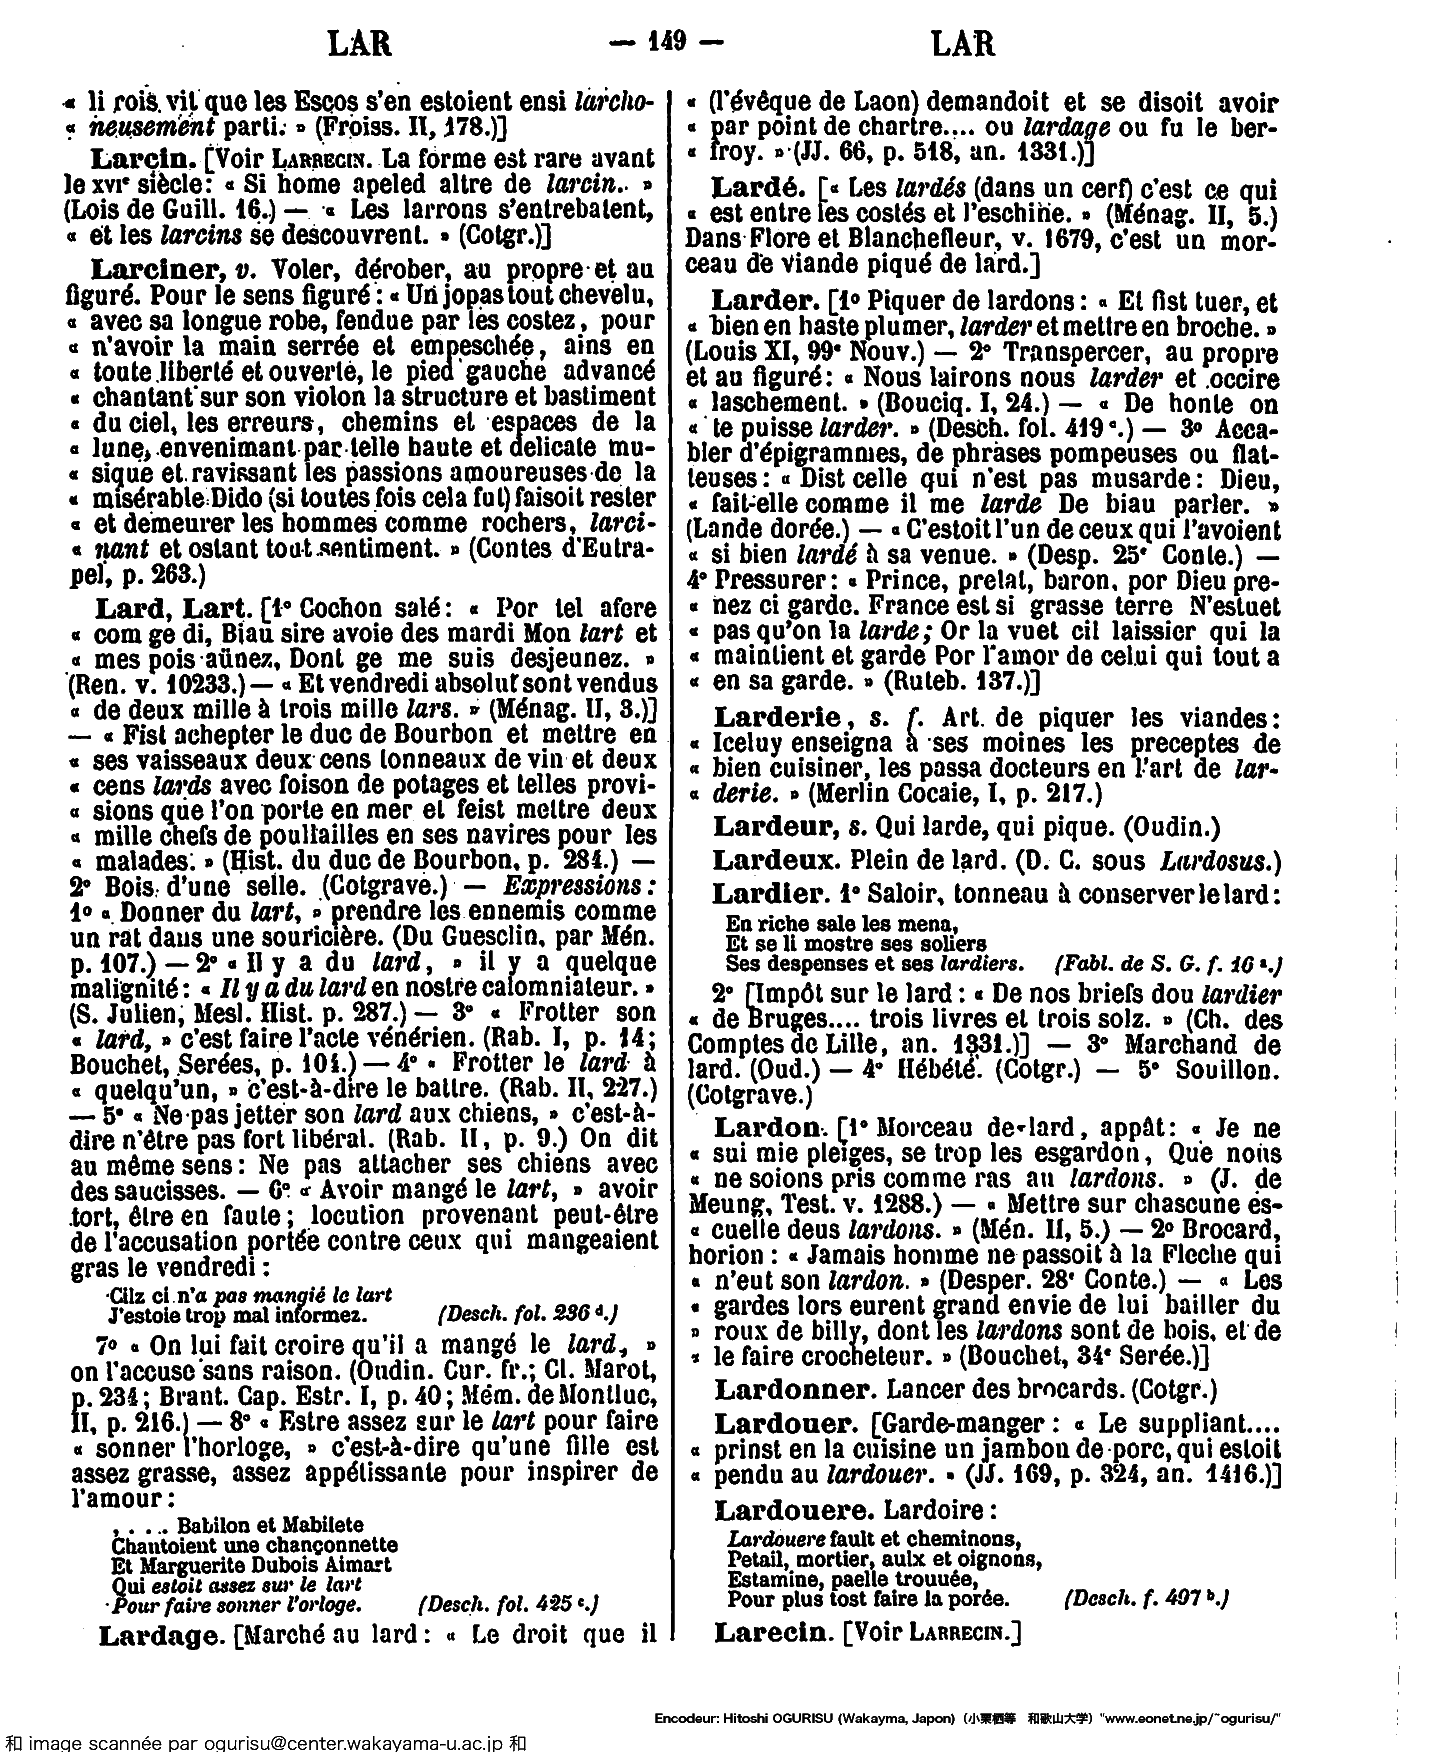 LAR — 149 — LAR
« li rois vit que les Escos s'en estoient ensi larcho-
« neusement parti. » (Froiss. II, 178.)]
Larcin. [Voir LARRECIN. La forme est rare avant
le XVIe siècle : « Si home apeled altre de larcin. »
(Lois de Guill. 16.) — « Les larrons s'entrebatent,
« et les larcins se descouvrent. » (Cotgr.)]
Larciner, v. Voler, dérober, au propre et au
figuré. Pour le sens figuré : « Un jopas tout chevelu,
« avec sa longue robe, fendue par les costez, pour
« n'avoir la main serrée et empeschée, ains en
« toute liberté et ouverte, le pied gauche advancé
« chantant sur son violon la structure et bastiment
« du ciel, les erreurs, chemins et espaces de la
« lune, envenimant par telle haute et delicate mu-
« sique et ravissant les passions amoureuses de la
« misérable Dido (si toutes fois cela fut) faisoit rester
« et demeurer les hommes comme rochers, larci-
« nant et ostant tout sentiment. » (Contes d'Eutra-
pel, p. 263.)
Lard, Lart. [1° Cochon salé : « Por tel afere
« com ge di, Biau sire avoie des mardi Mon lart et
« mes pois aünez, Dont ge me suis desjeunez. »
(Ren. v. 10233.) — « Et vendredi absolut sont vendus
« de deux mille à trois mille lars. » (Ménag. II, 3.)]
— « Fist achepter le duc de Bourbon et mettre en
« ses vaisseaux deux cens tonneaux de vin et deux
« cens lards avec foison de potages et telles provi-
« sions que l'on porte en mer et feist mettre deux
« mille chefs de poullailles en ses navires pour les
« malades. » (Hist. du duc de Bourbon, p. 284.) —
2° Bois d'une selle. (Cotgrave.) — Expressions :
1° « Donner du lart, » prendre les ennemis comme
un rat dans une souricière. (Du Guesclin, par Mén.
p. 107.) — 2° « Il y a du lard, » il y a quelque
malignité : « Il y a du lard en nostre calomniateur. »
(S. Julien, Mesl. Hist. p. 287.) — 3° « Frotter son
« lard, » c'est faire l'acte vénérien. (Rab. I, p. 14;
Bouchet, Serées, p. 101.) — 4° « Frotter le lard à
« quelqu'un, » c'est-à-dire le battre. (Rab. II, 227.)
— 5° « Ne pas jetter son lard aux chiens, » c'est-à-
dire n'être pas fort libéral. (Rab. II, p. 9.) On dit
au même sens : Ne pas attacher ses chiens avec
des saucisses. — 6° « Avoir mangé le lart, » avoir
tort, être en faute ; locution provenant peut-être
de l'accusation portée contre ceux qui mangeaient
gras le vendredi :
Cilz ci n'a pas mangié le lart
J'estoie trop mal informez. (Desch. fol. 236 d.)
7° « On lui fait croire qu'il a mangé le lard, »
on l'accuse sans raison. (Oudin. Cur. fr.; Cl. Marot,
p. 234; Brant. Cap. Estr. I, p. 40; Mém. de Montluc,
II, p. 216.) — 8° « Estre assez sur le lart pour faire
« sonner l'horloge, » c'est-à-dire qu'une fille est
assez grasse, assez appétissante pour inspirer de
l'amour :
. . . . . Babilon et Mabilete
Chantoient une chançonnette
Et Marguerite Dubois Aimart
Qui estoit assez sur le lart
Pour faire sonner l'orloge. (Desch. fol. 425 c.)
Lardage. [Marché au lard : « Le droit que il
« (l'évêque de Laon) demandoit et se disoit avoir
« par point de chartre.... ou lardage ou fu le ber-
« froy. » (JJ. 66, p. 518, an. 1331.)]
Lardé. [« Les lardés (dans un cerf) c'est ce qui
« est entre les costés et l'eschine. » (Ménag. II, 5.)
Dans Flore et Blanchefleur, v. 1679, c'est un mor-
ceau de viande piqué de lard.]
Larder. [1° Piquer de lardons : « Et fist tuer, et
« bien en haste plumer, larder et mettre en broche. »
(Louis XI, 99e Nouv.) — 2° Transpercer, au propre
et au figuré : « Nous lairons nous larder et occire
« laschement. » (Bouciq. I, 24.) — « De honte on
« te puisse larder. » (Desch. fol. 419 c.) — 3° Acca-
bler d'épigrammes, de phrases pompeuses ou flat-
teuses : « Dist celle qui n'est pas musarde : Dieu,
« fait-elle comme il me larde De biau parler. »
(Lande dorée.) — « C'estoit l'un de ceux qui l'avoient
« si bien lardé à sa venue. » (Desp. 25e Conte.) —
4° Pressurer : « Prince, prelat, baron, por Dieu pre-
« nez ci garde. France est si grasse terre N'estuet
« pas qu'on la larde; Or la vuet cil laissier qui la
« maintient et garde Por l'amor de celui qui tout a
« en sa garde. » (Ruteb. 137.)]
Larderie, s. f. Art de piquer les viandes :
« Iceluy enseigna à ses moines les preceptes de
« bien cuisiner, les passa docteurs en l'art de lar-
« derie. » (Merlin Cocaie, I, p. 217.)
Lardeur, s. Qui larde, qui pique. (Oudin.)
Lardeux. Plein de lard. (D. C. sous Lardosus.)
Lardier. 1° Saloir, tonneau à conserver le lard :
En riche sale les mena,
Et se li mostre ses soliers
Ses despenses et ses lardiers. (Fabl. de S. G. f. 16 a.)
2° [Impôt sur le lard : « De nos briefs dou lardier
« de Bruges.... trois livres et trois solz. » (Ch. des
Comptes de Lille, an. 1331.)] — 3° Marchand de
lard. (Oud.) — 4° Hébété. (Cotgr.) — 5° Souillon.
(Cotgrave.)
Lardon. [1° Morceau de lard, appât : « Je ne
« sui mie pleiges, se trop les esgardon, Que nous
« ne soions pris comme ras au lardons. » (J. de
Meung, Test. v. 1288.) — « Mettre sur chascune es-
« cuelle deus lardons. » (Mén. II, 5.) — 2° Brocard,
horion : « Jamais homme ne passoit à la Fleche qui
« n'eut son lardon. » (Desper. 28e Conte.) — « Les
« gardes lors eurent grand envie de lui bailler du
» roux de billy, dont les lardons sont de bois, et de
« le faire crocheteur. » (Bouchet, 34e Serée.)]
Lardonner. Lancer des brocards. (Cotgr.)
Lardouer. [Garde-manger : « Le suppliant....
« prinst en la cuisine un jambon de porc, qui estoit
« pendu au lardouer. » (JJ. 169, p. 324, an. 1416.)]
Lardouere. Lardoire :
Lardouere fault et cheminons,
Petail, mortier, aulx et oignons,
Estamine, paelle trouuée,
Pour plus tost faire la porée. (Desch. f. 497 b.)
Larecin. [Voir LARRECIN.]
Encodeur: Hitoshi OGURISU (Wakayma, Japon) (小栗栖等 和歌山大学) "www.eonet.ne.jp/~ogurisu/"
和 image scannée par ogurisu@center.wakayama-u.ac.jp 和